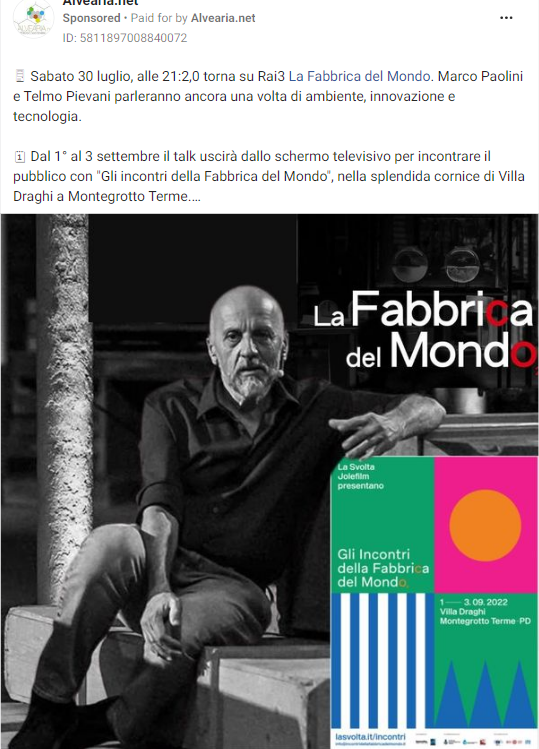 Alvearia.net
Sponsored • Paid for by Alvearia.net
ID: 5811897008840072
Sabato 30 luglio, alle 21:2,0 torna su Rai3 La Fabbrica del Mondo. Marco Paolini
e Telmo Pievani parleranno ancora una volta di ambiente, innovazione e
tecnologia.
Dal 1° al 3 settembre il talk uscirà dallo schermo televisivo per incontrare il
pubblico con "Gli incontri della Fabbrica del Mondo", nella splendida cornice di Villa
Draghi a Montegrotto Terme....
La Fabbrica
del Mondo
La Svolta
Jolefilm
presentano
Gli Incontri
della Fabbrica
del Mondo
1 — 3.09.2022
Villa Draghi
Montegrotto Terme · PD
lasvolta.it/incontri